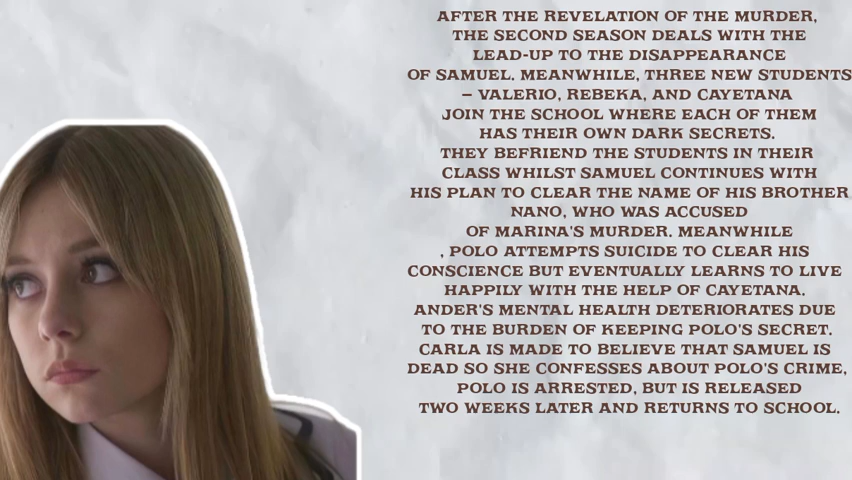 AFTER THE REVELATION OF THE MURDER,
THE SECOND SEASON DEALS WITH THE
LEAD-UP TO THE DISAPPEARANCE
OF SAMUEL. MEANWHILE, THREE NEW STUDENTS
– VALERIO, REBEKA, AND CAYETANA
JOIN THE SCHOOL WHERE EACH OF THEM
HAS THEIR OWN DARK SECRETS.
THEY BEFRIEND THE STUDENTS IN THEIR
CLASS WHILST SAMUEL CONTINUES WITH
HIS PLAN TO CLEAR THE NAME OF HIS BROTHER
NANO, WHO WAS ACCUSED
OF MARINA'S MURDER. MEANWHILE
, POLO ATTEMPTS SUICIDE TO CLEAR HIS
CONSCIENCE BUT EVENTUALLY LEARNS TO LIVE
HAPPILY WITH THE HELP OF CAYETANA.
ANDER'S MENTAL HEALTH DETERIORATES DUE
TO THE BURDEN OF KEEPING POLO'S SECRET.
CARLA IS MADE TO BELIEVE THAT SAMUEL IS
DEAD SO SHE CONFESSES ABOUT POLO'S CRIME,
POLO IS ARRESTED, BUT IS RELEASED
TWO WEEKS LATER AND RETURNS TO SCHOOL.